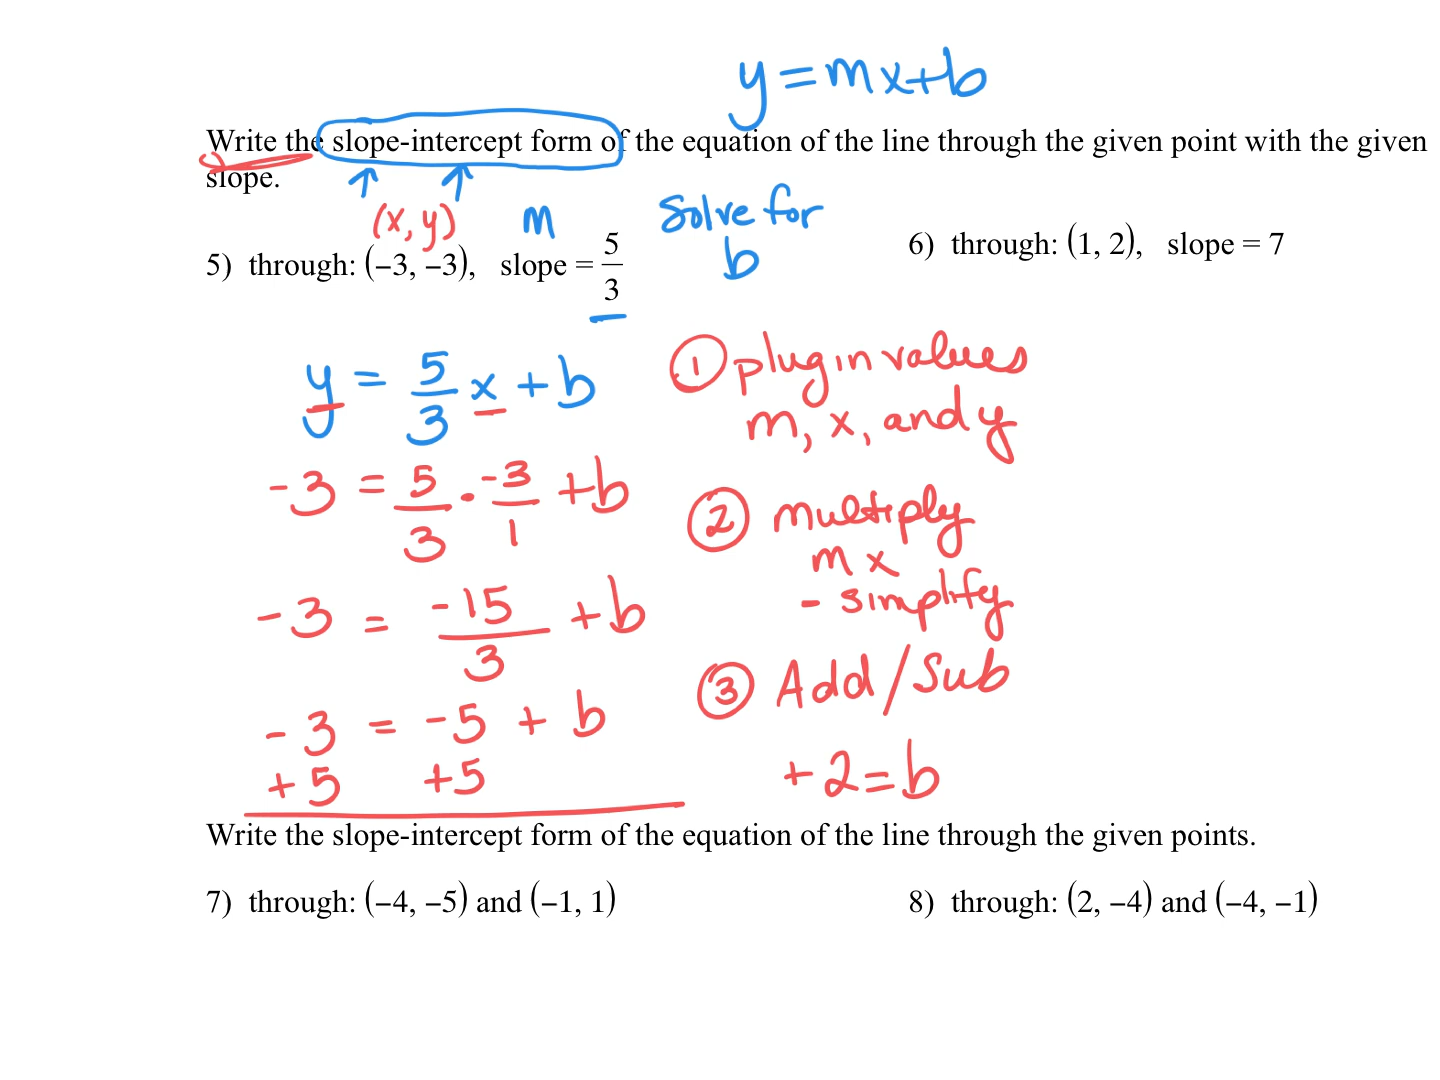 y = mx + b
Write the slope-intercept form of the equation of the line through the given point with the given
slope.
(x, y) m solve for
b
5) through: (−3, −3), slope = 5/3
6) through: (1, 2), slope = 7
y = 5/3 x + b
① plug in values
m, x, and y
-3 = 5/3 · -3/1 + b
② multiply
m x
- simplify
-3 = -15/3 + b
③ Add/Sub
-3 = -5 + b
+5 +5
+2 = b
Write the slope-intercept form of the equation of the line through the given points.
7) through: (−4, −5) and (−1, 1)
8) through: (2, −4) and (−4, −1)